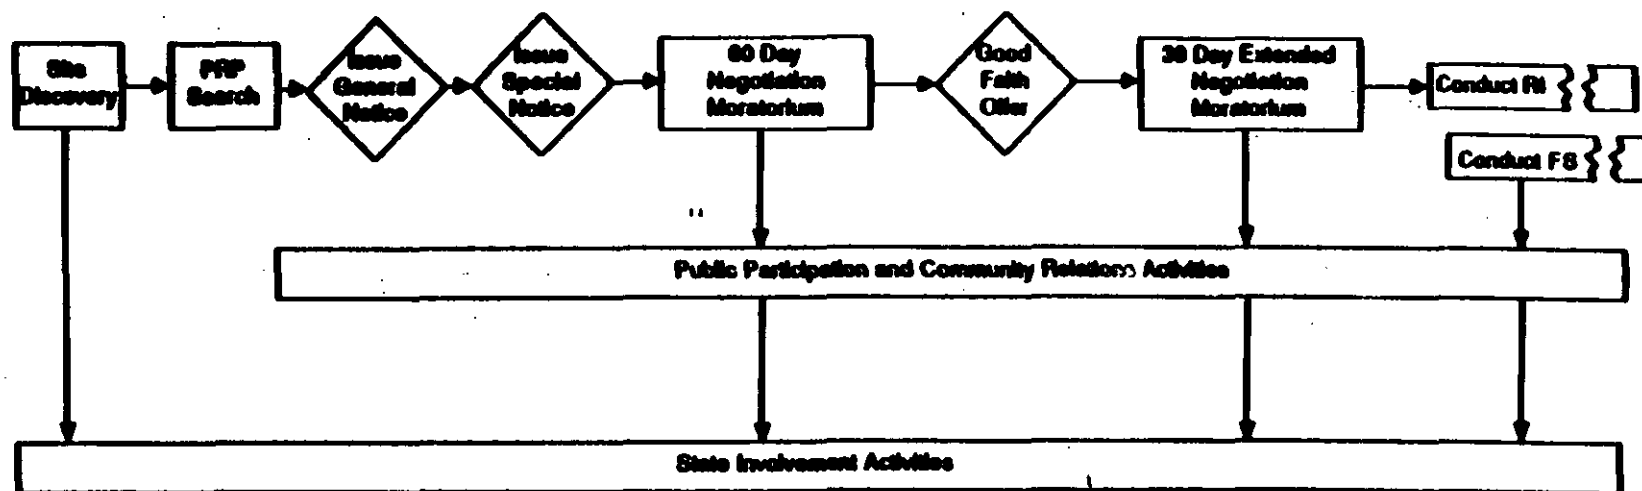 Site
Discovery
PRP
Search
Issue
General
Notice
Issue
Special
Notice
60 Day
Negotiation
Moratorium
Good
Faith
Offer
30 Day Extended
Negotiation
Moratorium
Conduct RI
Conduct FS
Public Participation and Community Relations Activities
State Involvement Activities